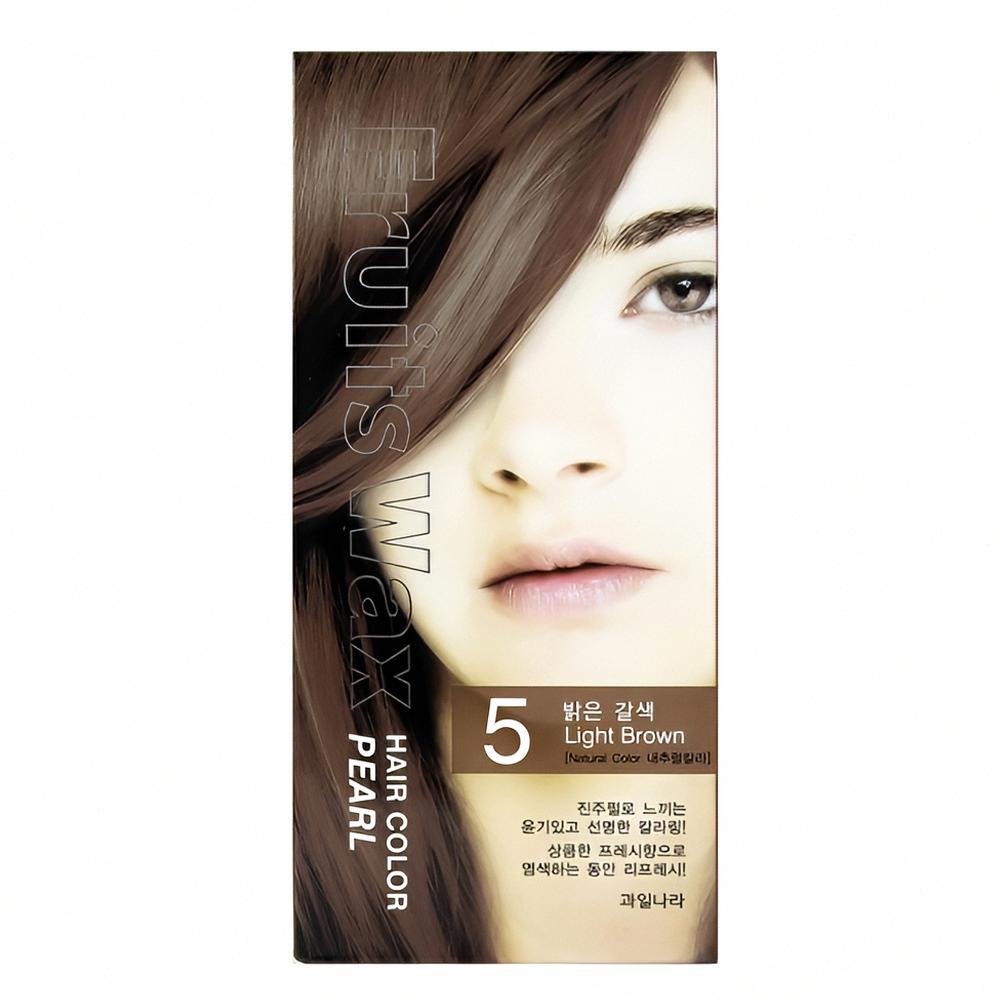 Fruits Wax
HAIR COLOR
PEARL
5
밝은 갈색
Light Brown
[Natural Color 내추럴칼라]
진주펄로 느끼는
윤기있고 선명한 칼라링!
상큼한 프레시향으로
염색하는 동안 리프레시!
과일나라